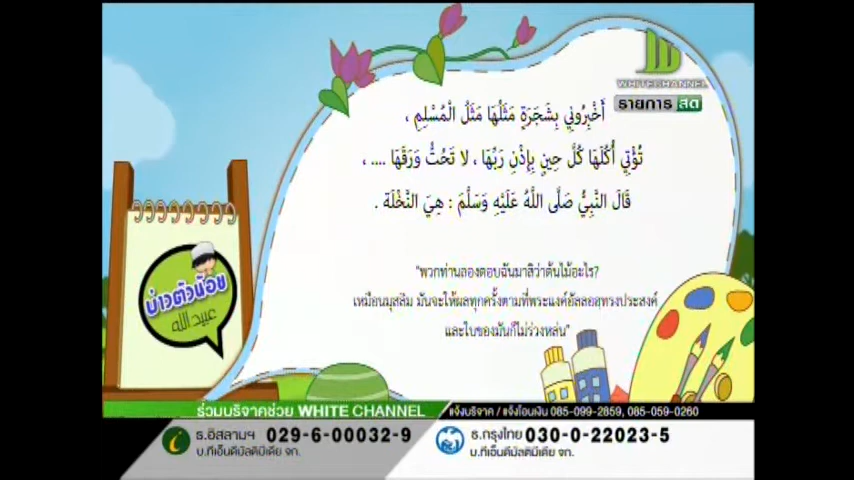 WHITECHANNEL
รายการ สด
أَخْبِرُونِي بِشَجَرَةٍ مَثَلُهَا مَثَلُ الْمُسْلِمِ ،
تُؤْتِي أُكُلَهَا كُلَّ حِينٍ بِإِذْنِ رَبِّهَا ، لا تَحُتُّ وَرَقَهَا .... ،
قَالَ النَّبِيُّ صَلَّى اللَّهُ عَلَيْهِ وَسَلَّمَ : هِيَ النَّخْلَة .
บ่าวตัวน้อย
عبيد الله
"พวกท่านลองตอบฉันมาสิว่าต้นไม้อะไร?
เหมือนมุสลิม มันจะให้ผลทุกครั้งตามที่พระองค์อัลลอฮฺทรงประสงค์
และใบของมันก็ไม่ร่วงหล่น"
ร่วมบริจาคช่วย WHITE CHANNEL
แจ้งบริจาค / แจ้งโอนเงิน 085-099-2859, 085-059-0260
ธ.อิสลามฯ 029-6-00032-9
บ.ทีเอ็นดีมัลติมีเดีย จก.
ธ.กรุงไทย 030-0-22023-5
บ.ทีเอ็นดีมัลติมีเดีย จก.